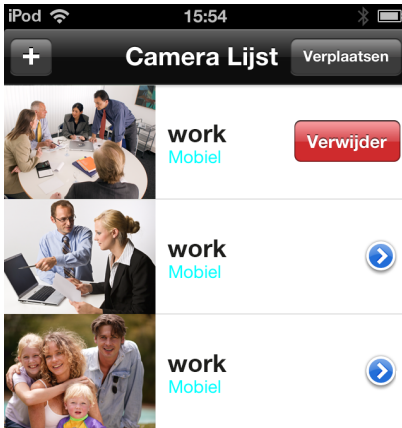 iPod 15:54
+ Camera Lijst Verplaatsen
work
Mobiel
Verwijder
work
Mobiel
work
Mobiel